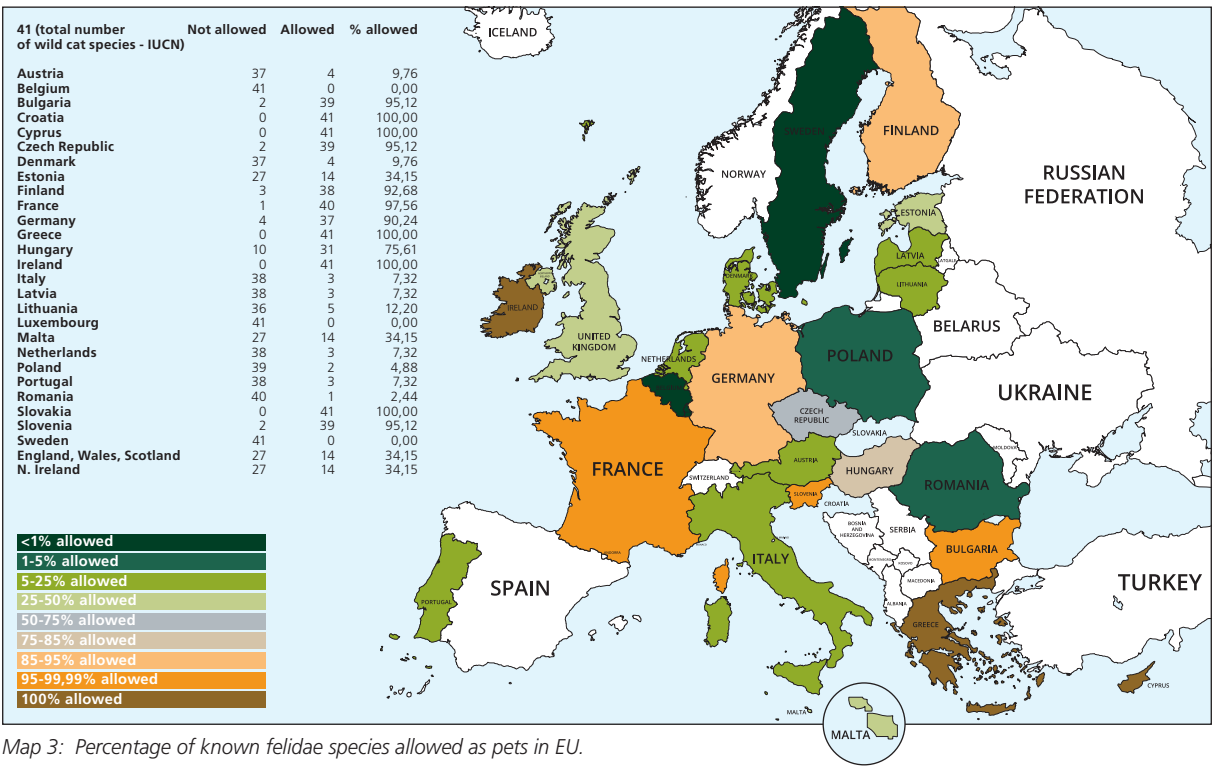 41 (total number Not allowed Allowed % allowed
of wild cat species - IUCN)
Austria 37 4 9,76
Belgium 41 0 0,00
Bulgaria 2 39 95,12
Croatia 0 41 100,00
Cyprus 0 41 100,00
Czech Republic 2 39 95,12
Denmark 37 4 9,76
Estonia 27 14 34,15
Finland 3 38 92,68
France 1 40 97,56
Germany 4 37 90,24
Greece 0 41 100,00
Hungary 10 31 75,61
Ireland 0 41 100,00
Italy 38 3 7,32
Latvia 38 3 7,32
Lithuania 36 5 12,20
Luxembourg 41 0 0,00
Malta 27 14 34,15
Netherlands 38 3 7,32
Poland 39 2 4,88
Portugal 38 3 7,32
Romania 40 1 2,44
Slovakia 0 41 100,00
Slovenia 2 39 95,12
Sweden 41 0 0,00
England, Wales, Scotland 27 14 34,15
N. Ireland 27 14 34,15
<1% allowed
1-5% allowed
5-25% allowed
25-50% allowed
50-75% allowed
75-85% allowed
85-95% allowed
95-99,99% allowed
100% allowed
ICELAND
SWEDEN
FINLAND
NORWAY
RUSSIAN
FEDERATION
ESTONIA
LATVIA
LATGALE
LITHUANIA
DENMARK
IRELAND
UNITED
KINGDOM
NETHERLANDS
BELARUS
POLAND
GERMANY
UKRAINE
CZECH
REPUBLIC
SLOVAKIA
MOLDOVA
AUSTRIA
HUNGARY
FRANCE
SWITZERLAND
ROMANIA
SLOVENIA
CROATIA
BOSNIA
AND
HERZEGOVINA
SERBIA
BULGARIA
ANDORRA
ITALY
MONTENEGRO
KOSOVO
MACEDONIA
ALBANIA
SPAIN
PORTUGAL
TURKEY
GREECE
CYPRUS
MALTA
MALTA
Map 3: Percentage of known felidae species allowed as pets in EU.